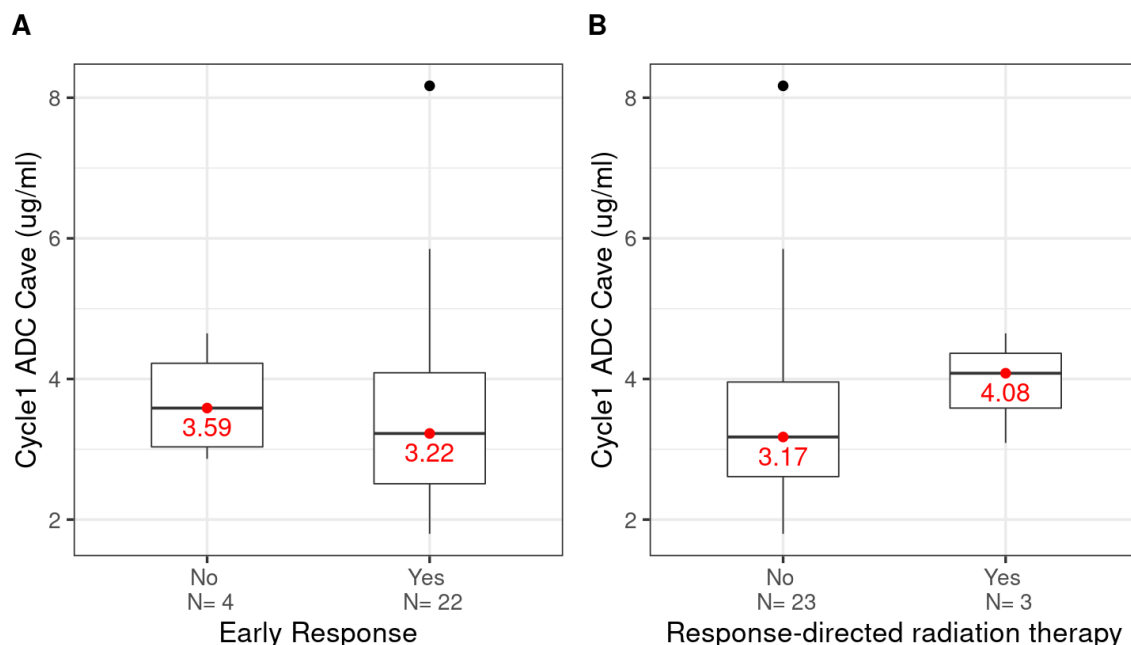 A
Cycle1 ADC Cave (ug/ml)
8
6
4
2
3.59
3.22
No
N= 4
Yes
N= 22
Early Response
B
Cycle1 ADC Cave (ug/ml)
8
6
4
2
3.17
4.08
No
N= 23
Yes
N= 3
Response-directed radiation therapy